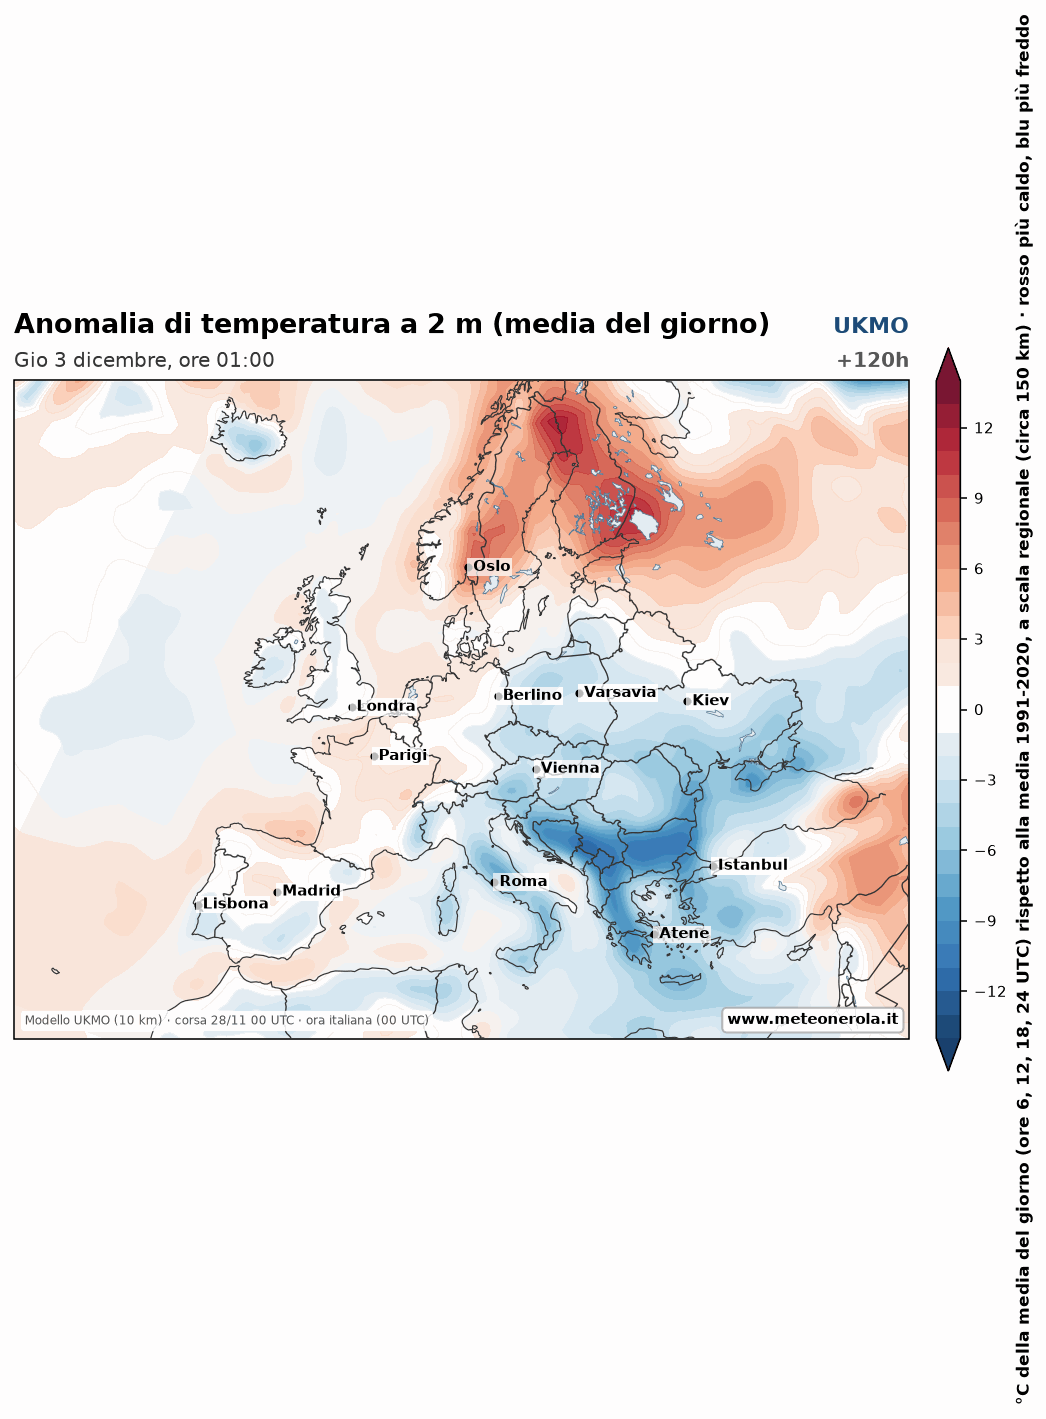 Anomalia di temperatura a 2 m (media del giorno)
UKMO
Gio 3 dicembre, ore 01:00
+120h
Oslo
Berlino
Varsavia
Kiev
Londra
Parigi
Vienna
Istanbul
Roma
Madrid
Lisbona
Atene
Modello UKMO (10 km) · corsa 28/11 00 UTC · ora italiana (00 UTC)
www.meteonerola.it
12
9
6
3
0
−3
−6
−9
−12
°C della media del giorno (ore 6, 12, 18, 24 UTC) rispetto alla media 1991-2020, a scala regionale (circa 150 km) · rosso più caldo, blu più freddo